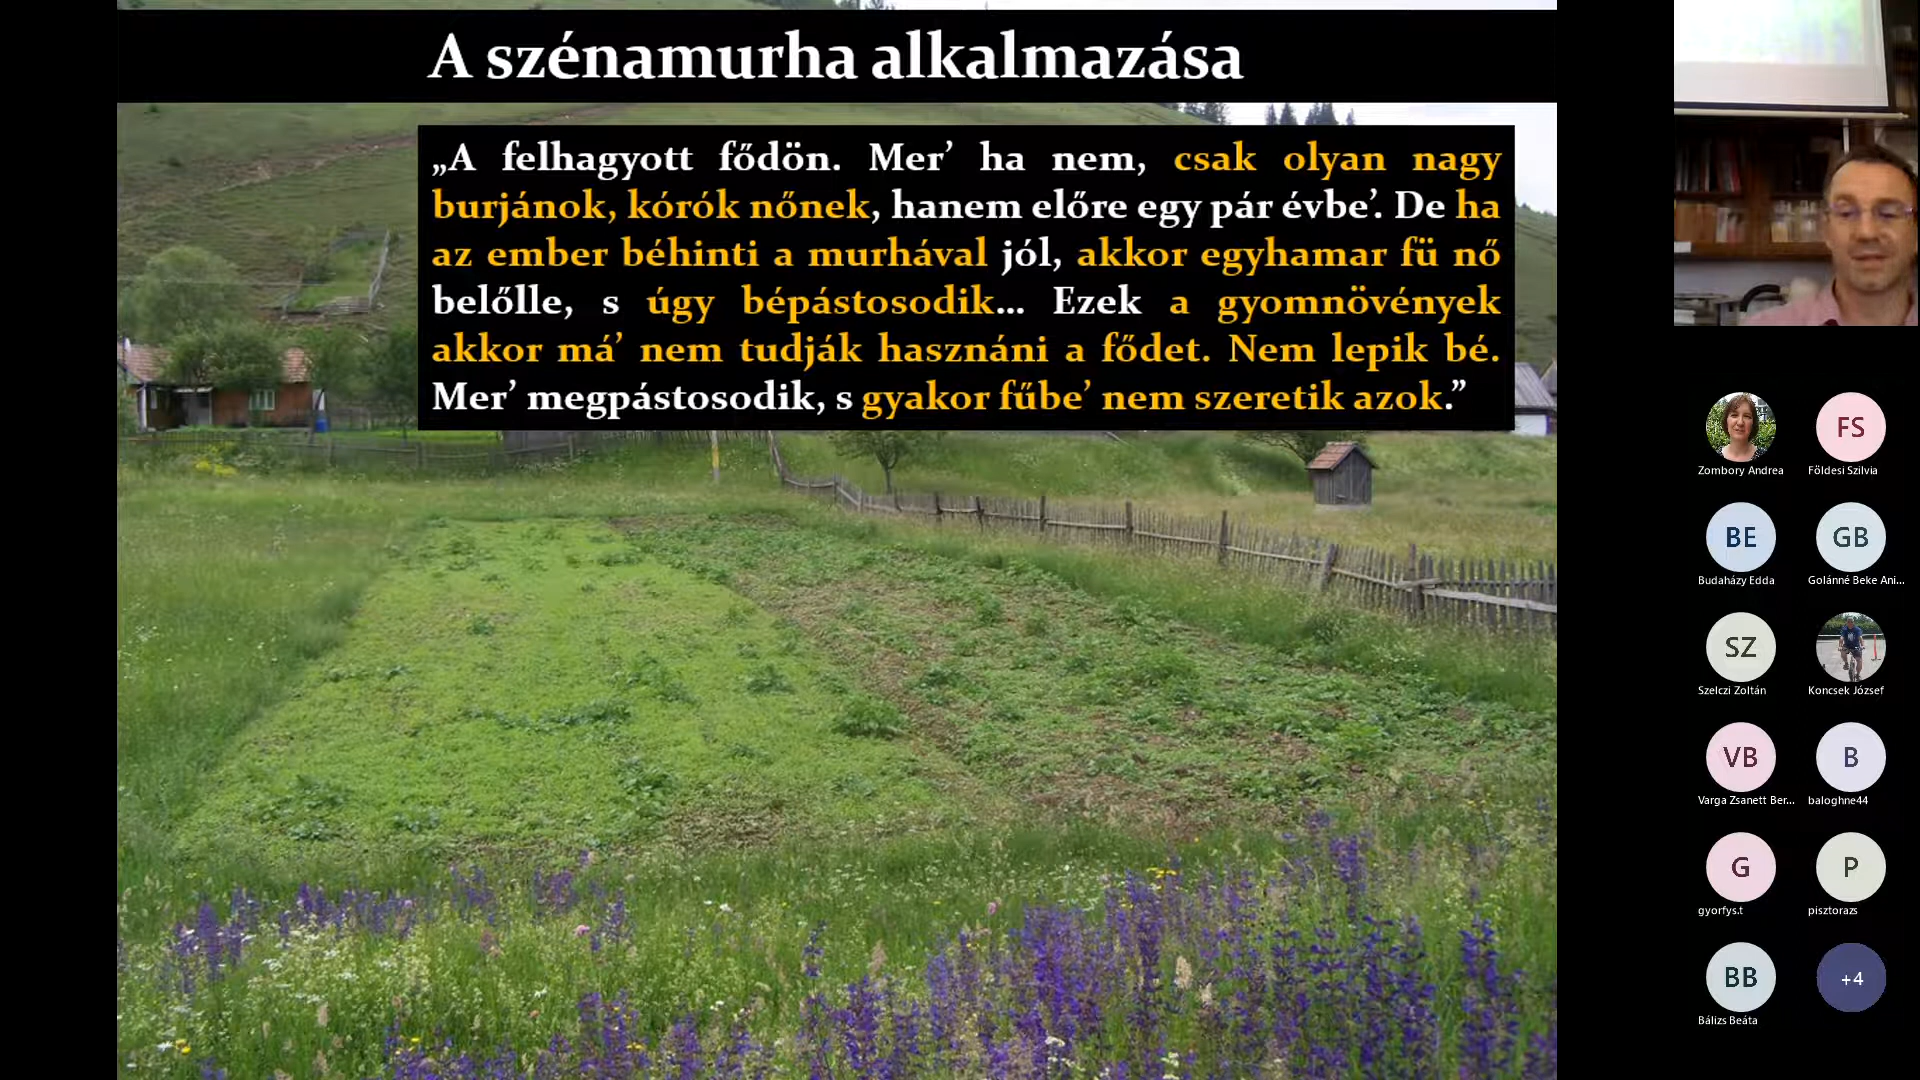 A szénamurha alkalmazása
„A felhagyott fődön. Mer’ ha nem, csak olyan nagy
burjánok, kórók nőnek, hanem előre egy pár évbe’. De ha
az ember béhinti a murhával jól, akkor egyhamar fü nő
belőlle, s úgy bépástosodik... Ezek a gyomnövények
akkor má’ nem tudják hasznáni a fődet. Nem lepik bé.
Mer’ megpástosodik, s gyakor fűbe’ nem szeretik azok.”
Zombory Andrea
FS
Földesi Szilvia
BE
Budaházy Edda
GB
Golánné Beke Ani...
SZ
Szelczi Zoltán
Koncsek József
VB
Varga Zsanett Ber...
B
baloghne44
G
gyorfys.t
P
pisztorazs
BB
Bálizs Beáta
+4